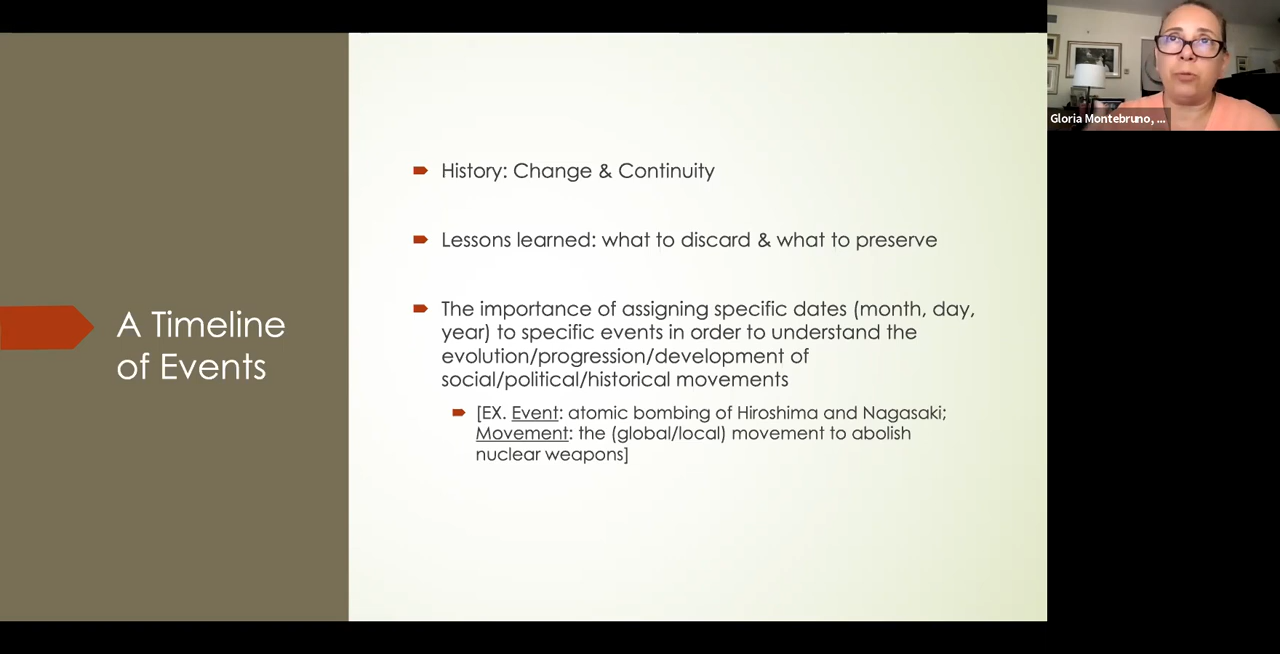 A Timeline
of Events
History: Change & Continuity
Lessons learned: what to discard & what to preserve
The importance of assigning specific dates (month, day,
year) to specific events in order to understand the
evolution/progression/development of
social/political/historical movements
[EX. Event: atomic bombing of Hiroshima and Nagasaki;
Movement: the (global/local) movement to abolish
nuclear weapons]
Gloria Montebruno, ...